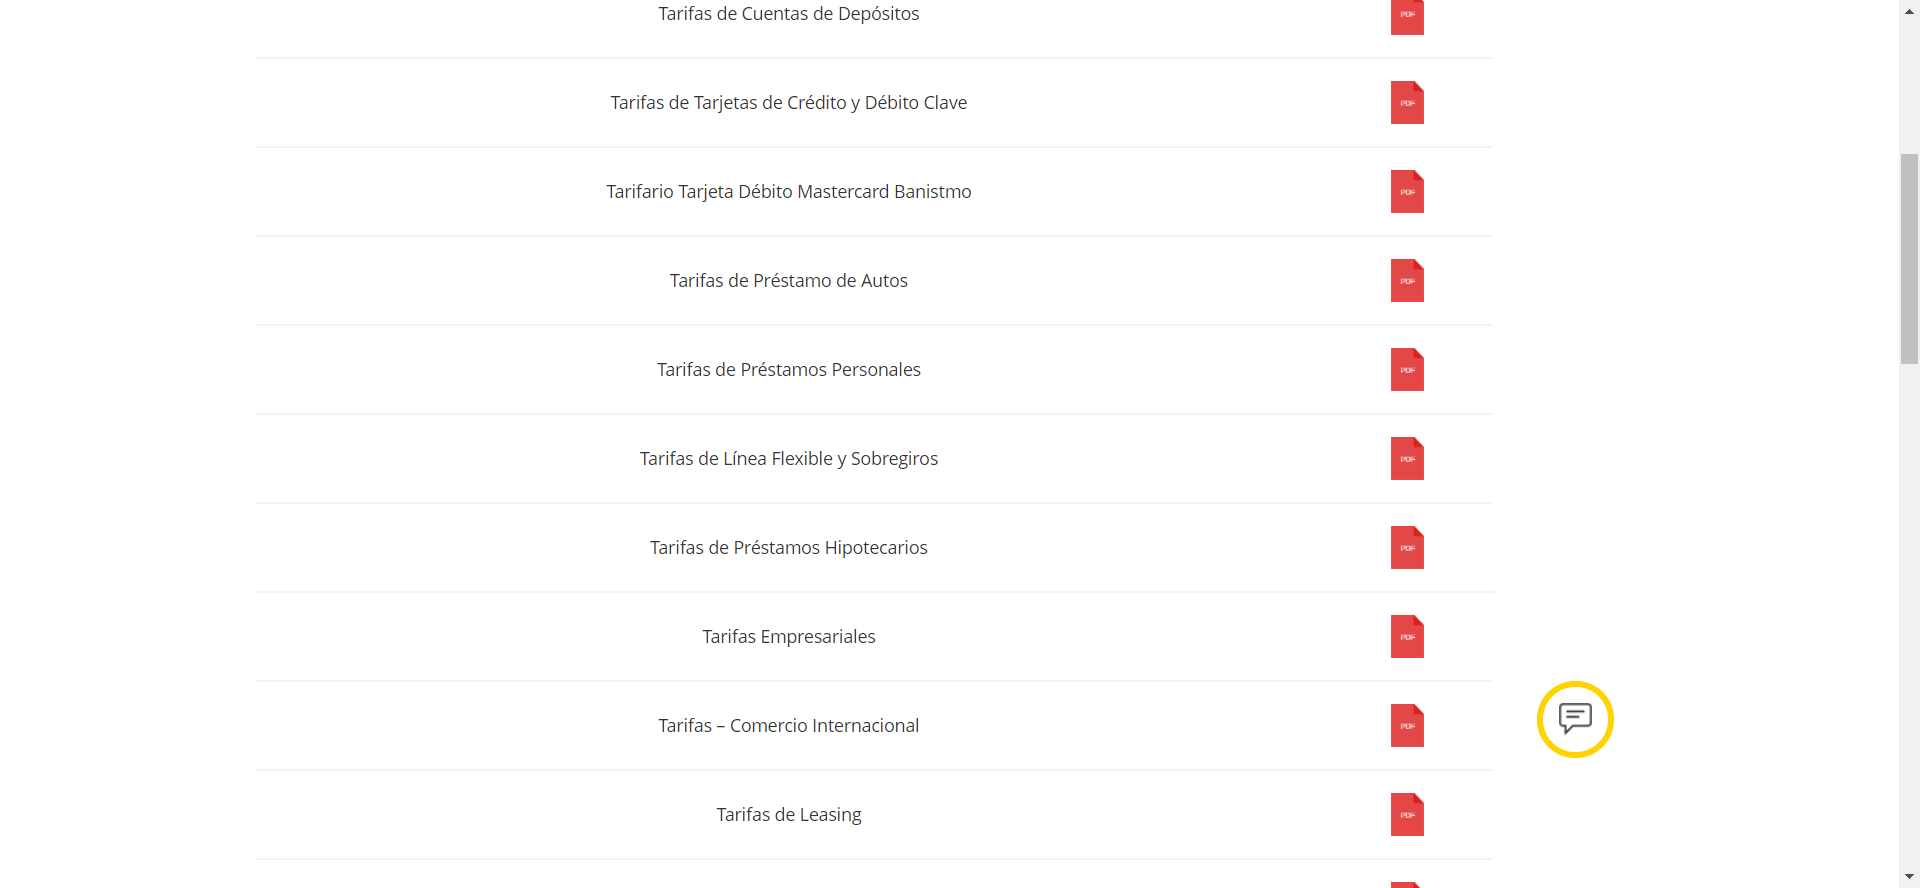 Tarifas de Cuentas de Depósitos
PDF
Tarifas de Tarjetas de Crédito y Débito Clave
PDF
Tarifario Tarjeta Débito Mastercard Banistmo
PDF
Tarifas de Préstamo de Autos
PDF
Tarifas de Préstamos Personales
PDF
Tarifas de Línea Flexible y Sobregiros
PDF
Tarifas de Préstamos Hipotecarios
PDF
Tarifas Empresariales
PDF
Tarifas – Comercio Internacional
PDF
Tarifas de Leasing
PDF